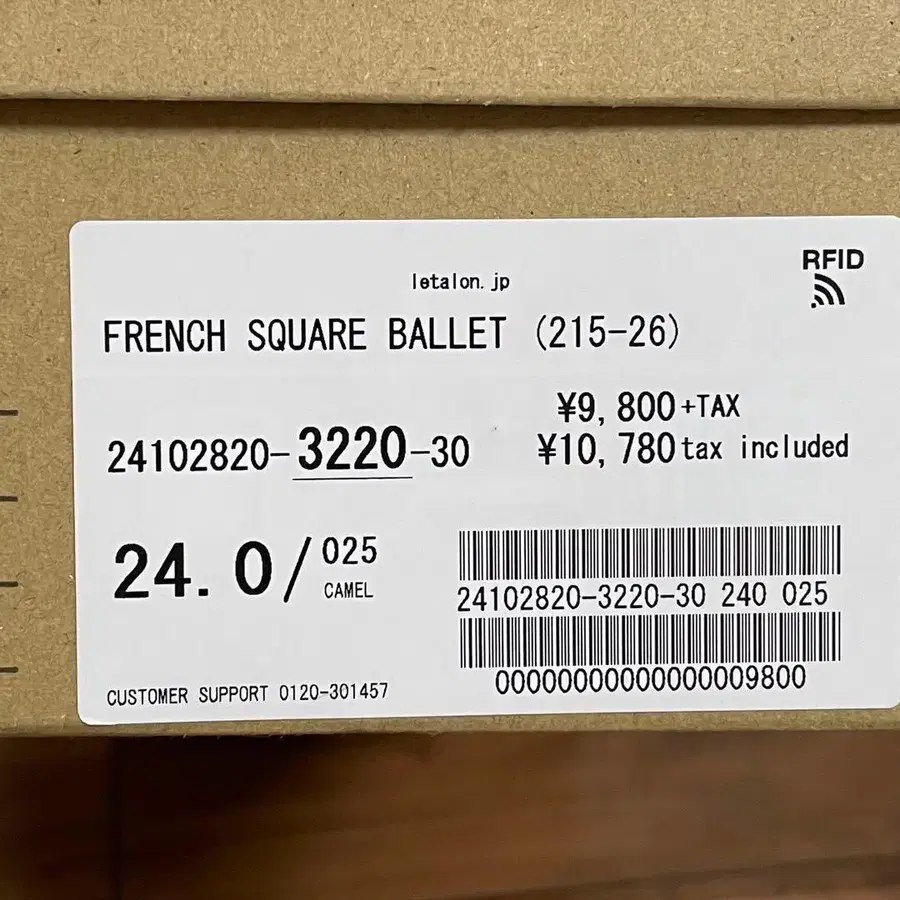 RFID
letalon.jp
FRENCH SQUARE BALLET (215-26)
¥9,800+TAX
24102820-3220-30
¥10,780 tax included
24.0/025
CAMEL
24102820-3220-30 240 025
00000000000000009800
CUSTOMER SUPPORT 0120-301457